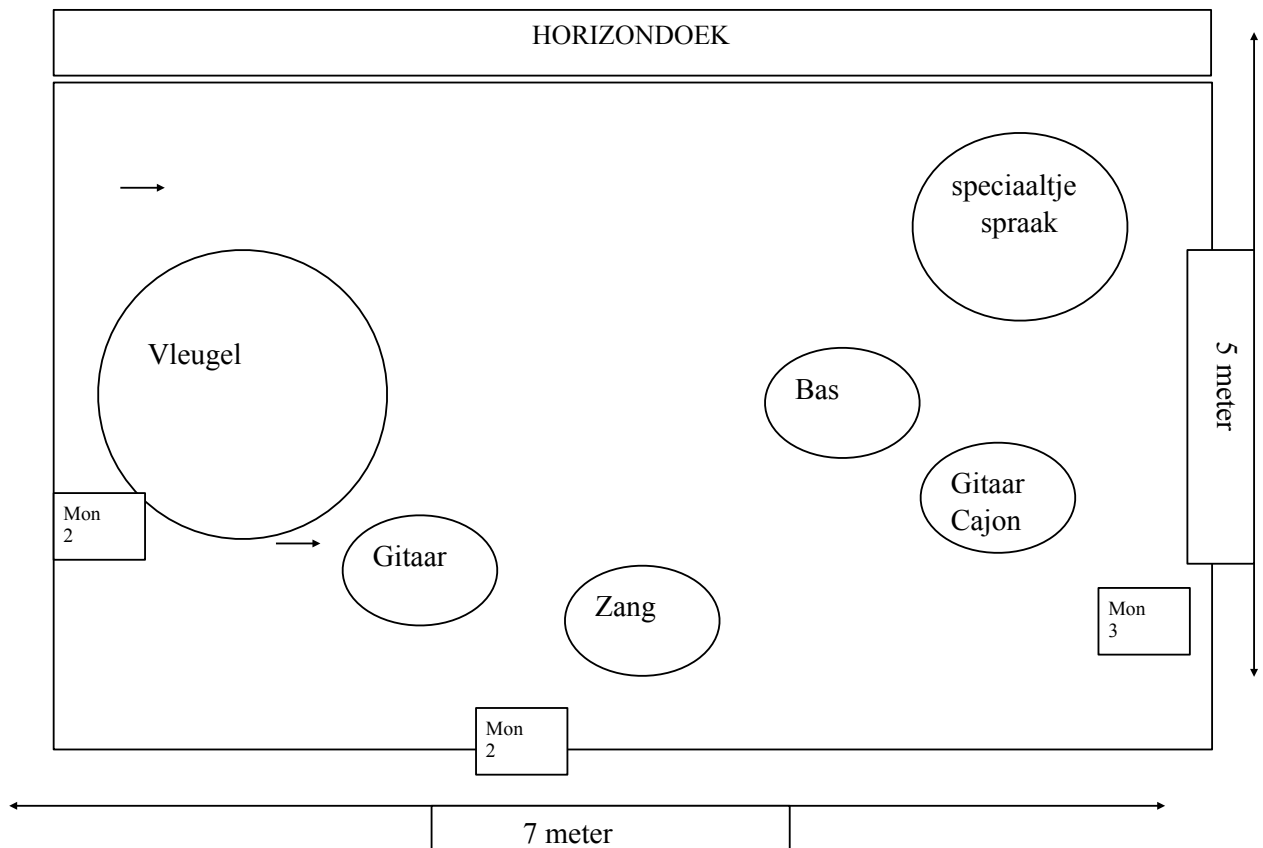 HORIZONDOEK
speciaaltje
spraak
Vleugel
5 meter
Bas
Gitaar
Cajon
Mon
2
Gitaar
Zang
Mon
3
Mon
2
7 meter